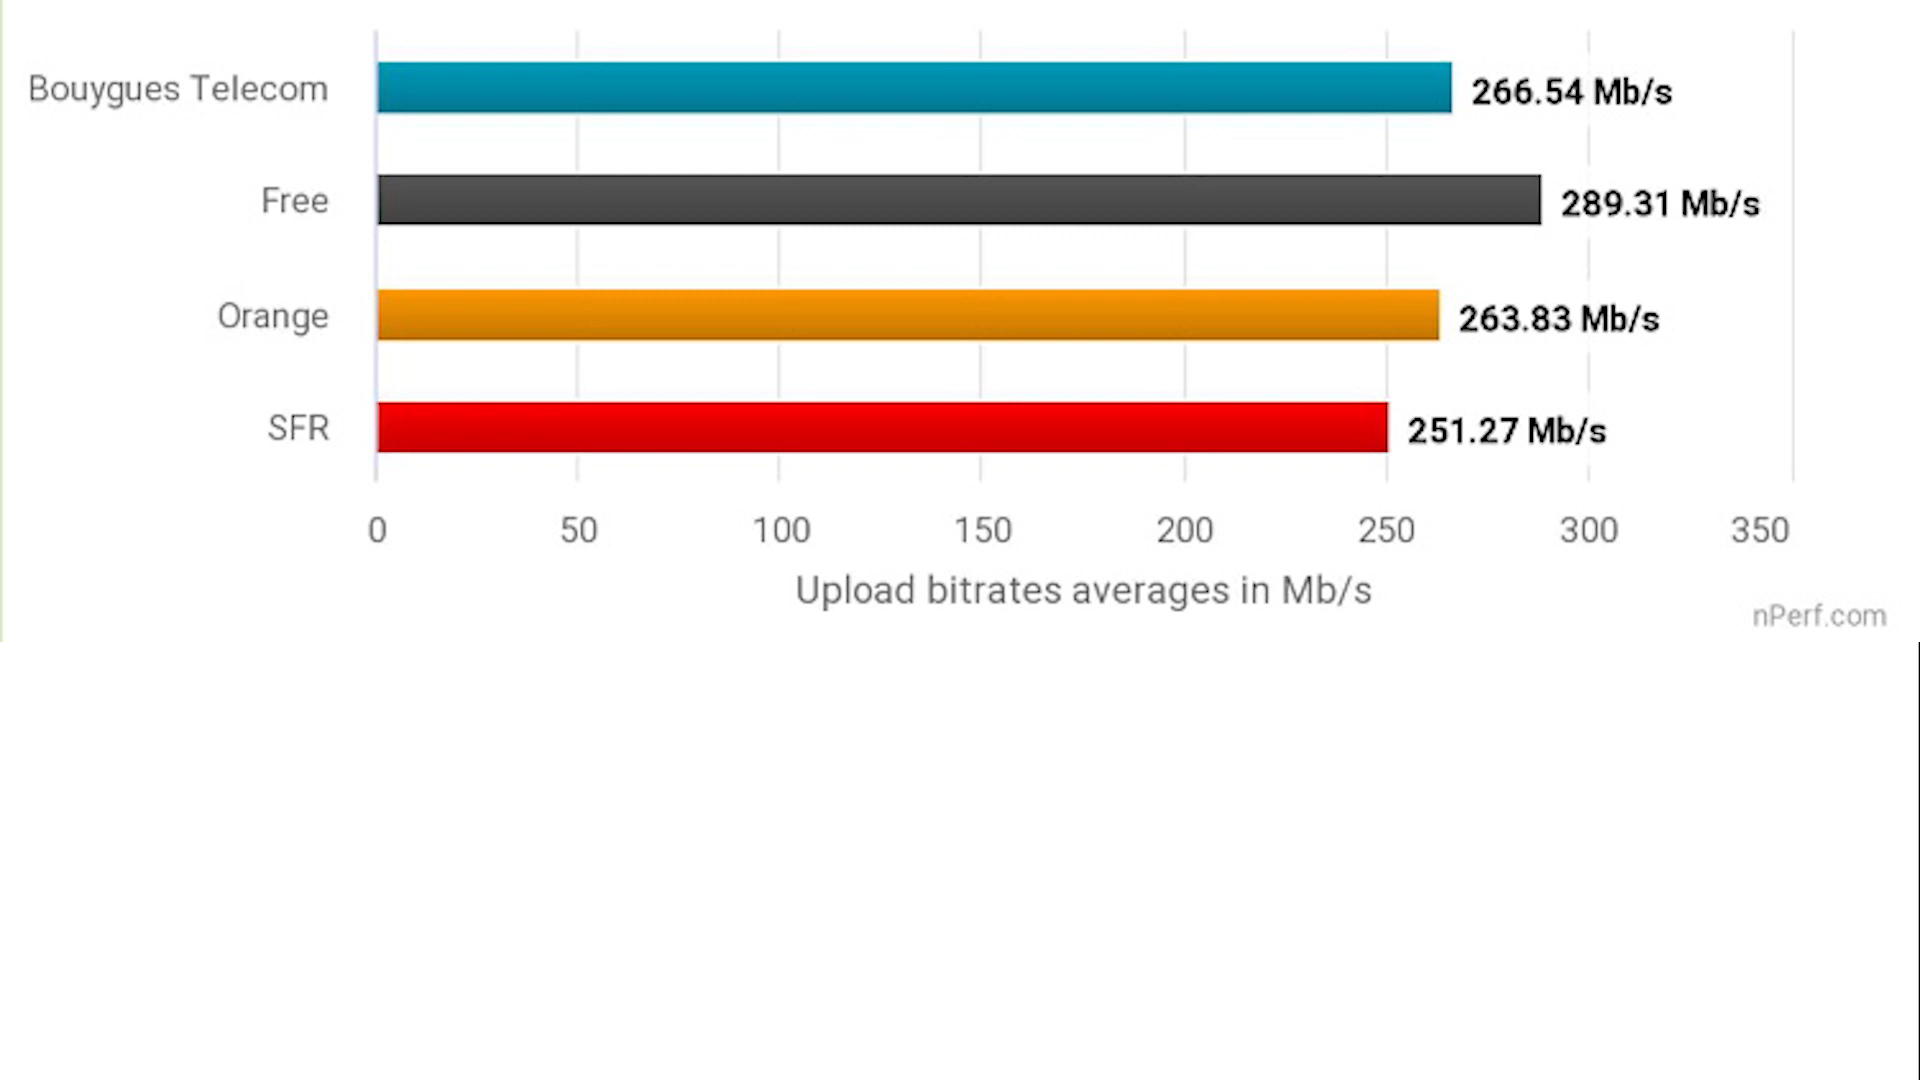 Bouygues Telecom 266.54 Mb/s
Free 289.31 Mb/s
Orange 263.83 Mb/s
SFR 251.27 Mb/s
0 50 100 150 200 250 300 350
Upload bitrates averages in Mb/s
nPerf.com